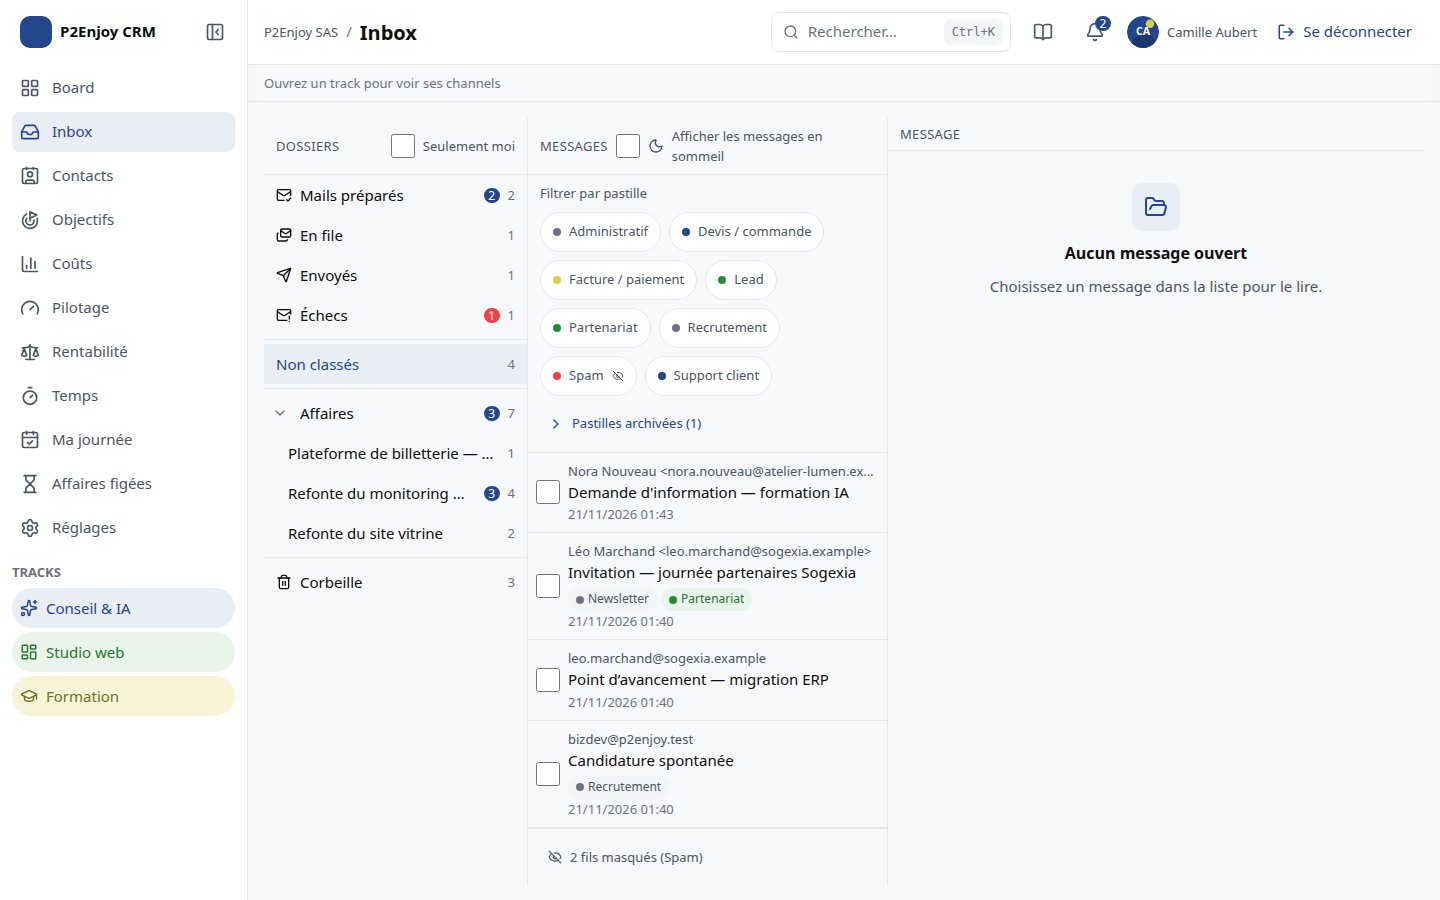 P2Enjoy CRM
Board
Inbox
Contacts
Objectifs
Coûts
Pilotage
Rentabilité
Temps
Ma journée
Affaires figées
Réglages
TRACKS
Conseil & IA
Studio web
Formation
P2Enjoy SAS / Inbox
Rechercher... Ctrl+K
2
CA Camille Aubert
Se déconnecter
Ouvrez un track pour voir ses channels
DOSSIERS Seulement moi
Mails préparés 2 2
En file 1
Envoyés 1
Échecs 1 1
Non classés 4
Affaires 3 7
Plateforme de billetterie — ... 1
Refonte du monitoring ... 3 4
Refonte du site vitrine 2
Corbeille 3
MESSAGES Afficher les messages en
sommeil
Filtrer par pastille
Administratif Devis / commande
Facture / paiement Lead
Partenariat Recrutement
Spam Support client
Pastilles archivées (1)
Nora Nouveau <nora.nouveau@atelier-lumen.ex...
Demande d'information — formation IA
21/11/2026 01:43
Léo Marchand <leo.marchand@sogexia.example>
Invitation — journée partenaires Sogexia
Newsletter Partenariat
21/11/2026 01:40
leo.marchand@sogexia.example
Point d’avancement — migration ERP
21/11/2026 01:40
bizdev@p2enjoy.test
Candidature spontanée
Recrutement
21/11/2026 01:40
2 fils masqués (Spam)
MESSAGE
Aucun message ouvert
Choisissez un message dans la liste pour le lire.